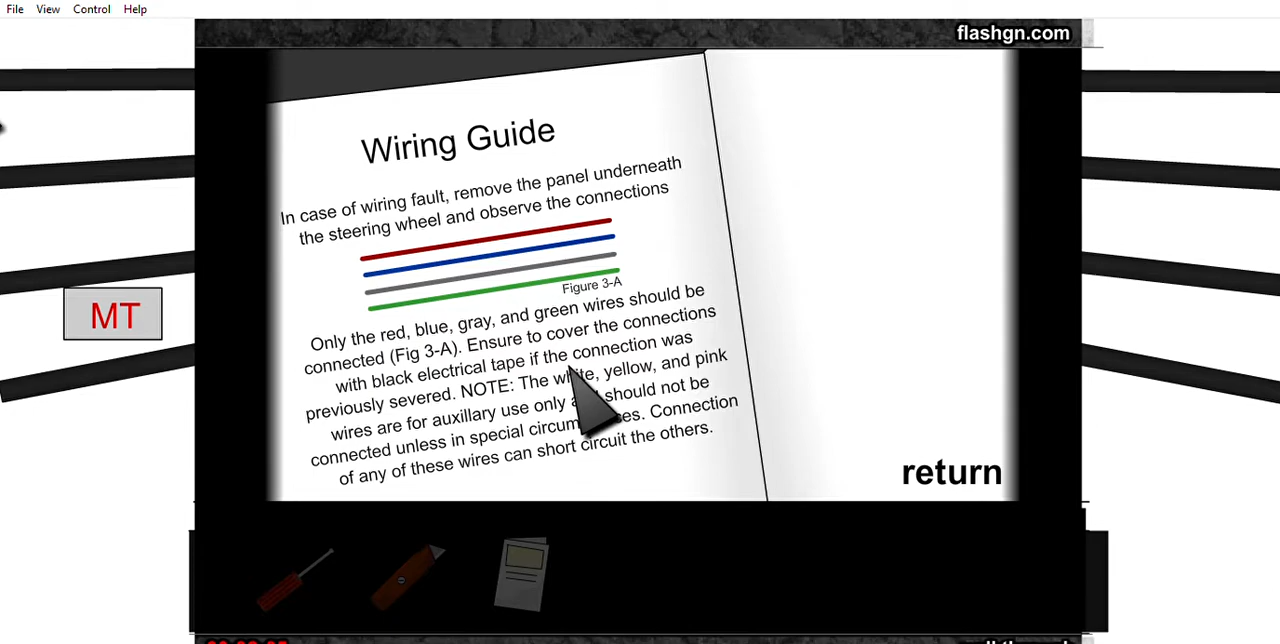 File View Control Help
flashgn.com
Wiring Guide
In case of wiring fault, remove the panel underneath
the steering wheel and observe the connections
Figure 3-A
Only the red, blue, gray, and green wires should be
connected (Fig 3-A). Ensure to cover the connections
with black electrical tape if the connection was
previously severed. NOTE: The white, yellow, and pink
wires are for auxillary use only should not be
connected unless in special Connection
of any of these wires can short circuit the others.
MT
return